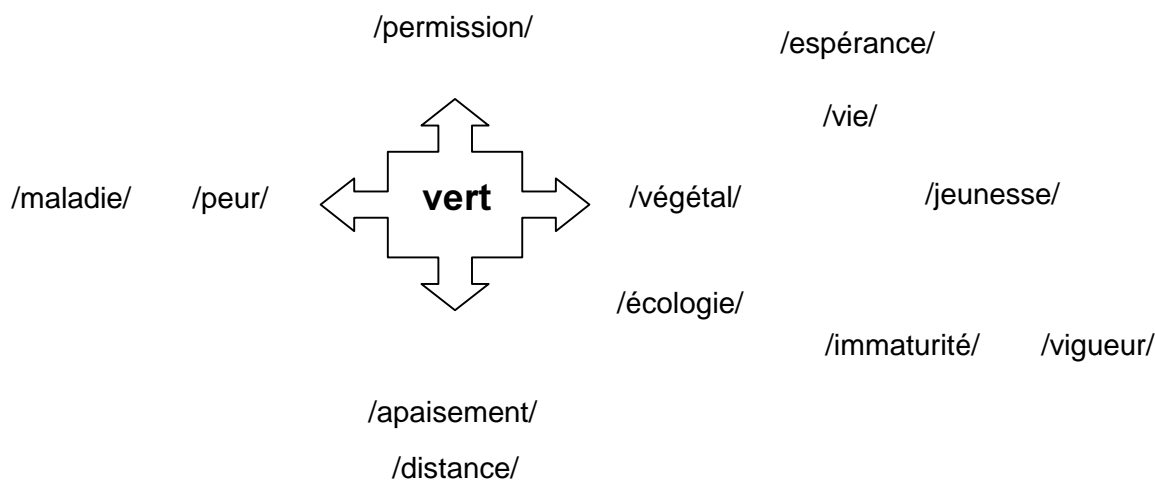 /permission/
/espérance/
/vie/
/maladie/ /peur/ vert /végétal/ /jeunesse/
/écologie/
/immaturité/ /vigueur/
/apaisement/
/distance/